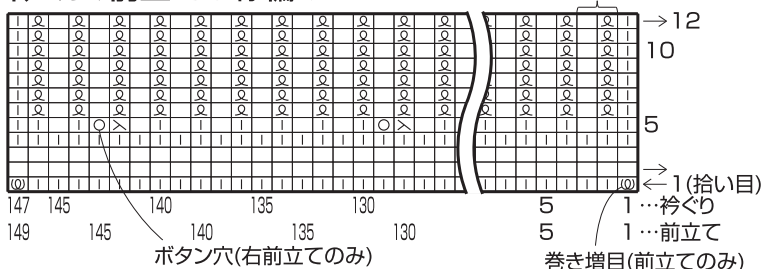 →12
10
5
→
←1(拾い目)
147 145 140 135 130 5 1…衿ぐり
149 145 140 135 130 5 1…前立て
ボタン穴(右前立てのみ)
巻き増目(前立てのみ)